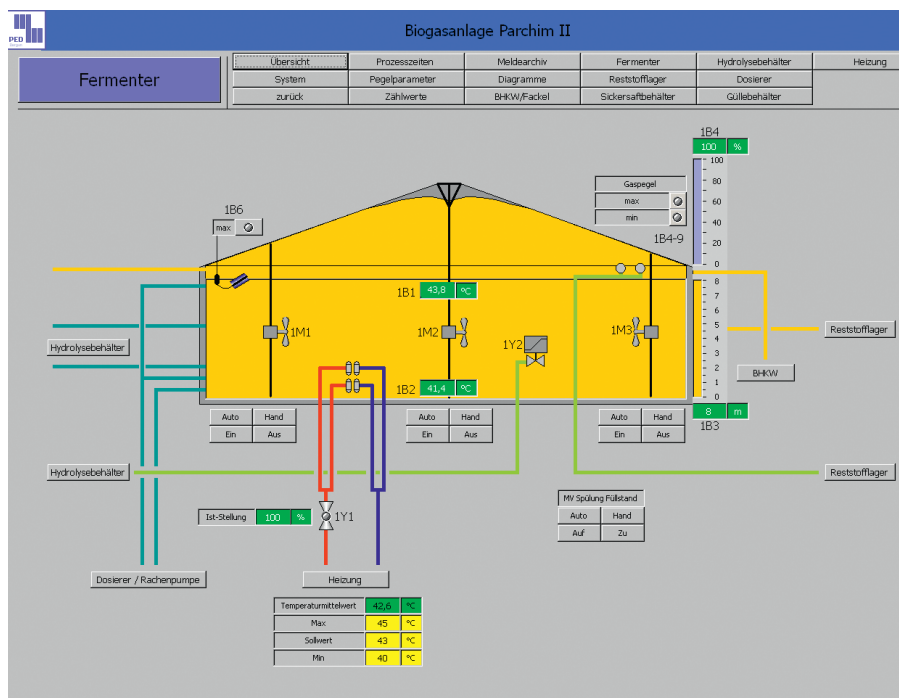 PED
Biogasanlage Parchim II
Fermenter
Übersicht Prozesszeiten Meldearchiv Fermenter Hydrolysebehälter Heizung
System Pegelparameter Diagramme Reststofflager Dosierer
zurück Zählwerte BHKW/Fackel Sickersaftbehälter Güllebehälter
1B4
100 %
100
80
60
40
20
0
Gaspegel
max
min
1B4-9
1B6
max
1B1 43,8 °C
8
7
6
5
4
3
2
1
0
1M1
1M2
1Y2
1M3
Reststofflager
Hydrolysebehälter
BHKW
1B2 41,4 °C
8 m
1B3
Auto Hand
Ein Aus
Auto Hand
Ein Aus
Auto Hand
Ein Aus
Hydrolysebehälter
Reststofflager
MV Spülung Füllstand
Auto Hand
Auf Zu
Ist-Stellung 100 % 1Y1
Dosierer / Rachenpumpe
Heizung
Temperaturmittelwert 42,6 °C
Max 45 °C
Sollwert 43 °C
Min 40 °C